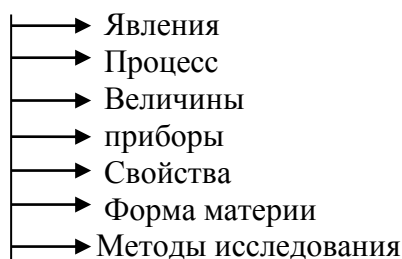 Явления
Процесс
Величины
приборы
Свойства
Форма материи
Методы исследования